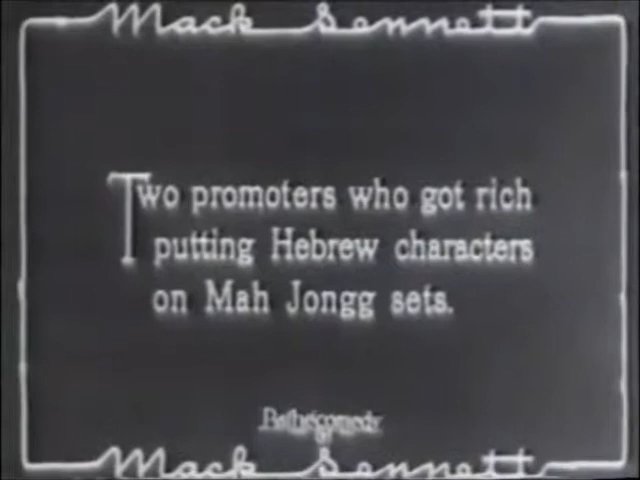 Mack Sennett
Two promoters who got rich
putting Hebrew characters
on Mah Jongg sets.
Pathécomedy
Mack Sennett